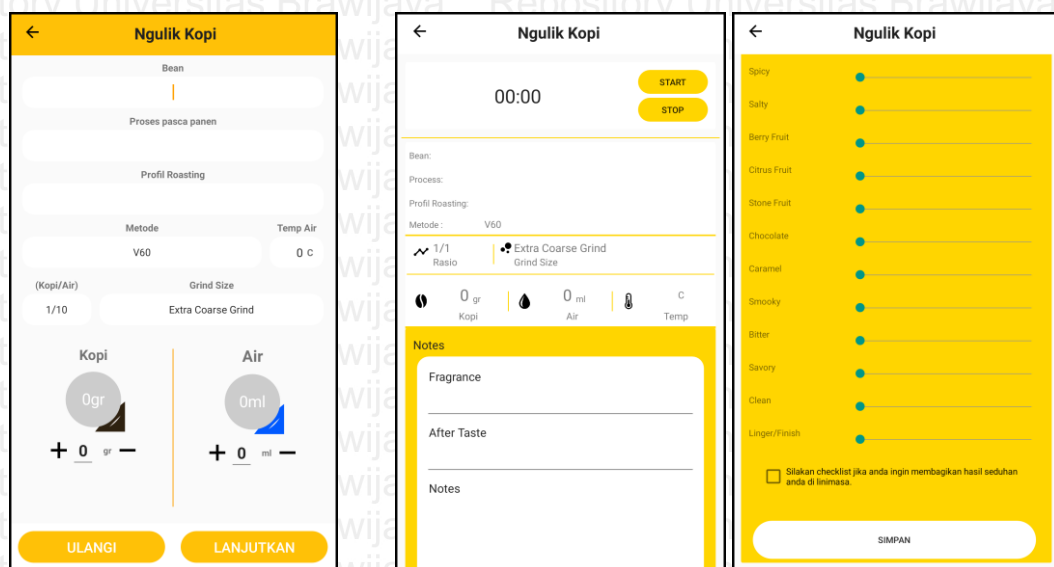 Repository Universitas Brawijaya
Ngulik Kopi
Bean
Proses pasca panen
Profil Roasting
Metode
Temp Air
V60
0 C
(Kopi/Air)
Grind Size
1/10
Extra Coarse Grind
Kopi
Air
0gr
0ml
+ 0 gr −
+ 0 ml −
ULANGI
LANJUTKAN
Ngulik Kopi
00:00
START
STOP
Bean:
Process:
Profil Roasting:
Metode : V60
1/1
Rasio
Extra Coarse Grind
Grind Size
0 gr
Kopi
0 ml
Air
C
Temp
Notes
Fragrance
After Taste
Notes
Ngulik Kopi
Spicy
Salty
Berry Fruit
Citrus Fruit
Stone Fruit
Chocolate
Caramel
Smooky
Bitter
Savory
Clean
Linger/Finish
Silakan checklist jika anda ingin membagikan hasil seduhan
anda di linimasa.
SIMPAN